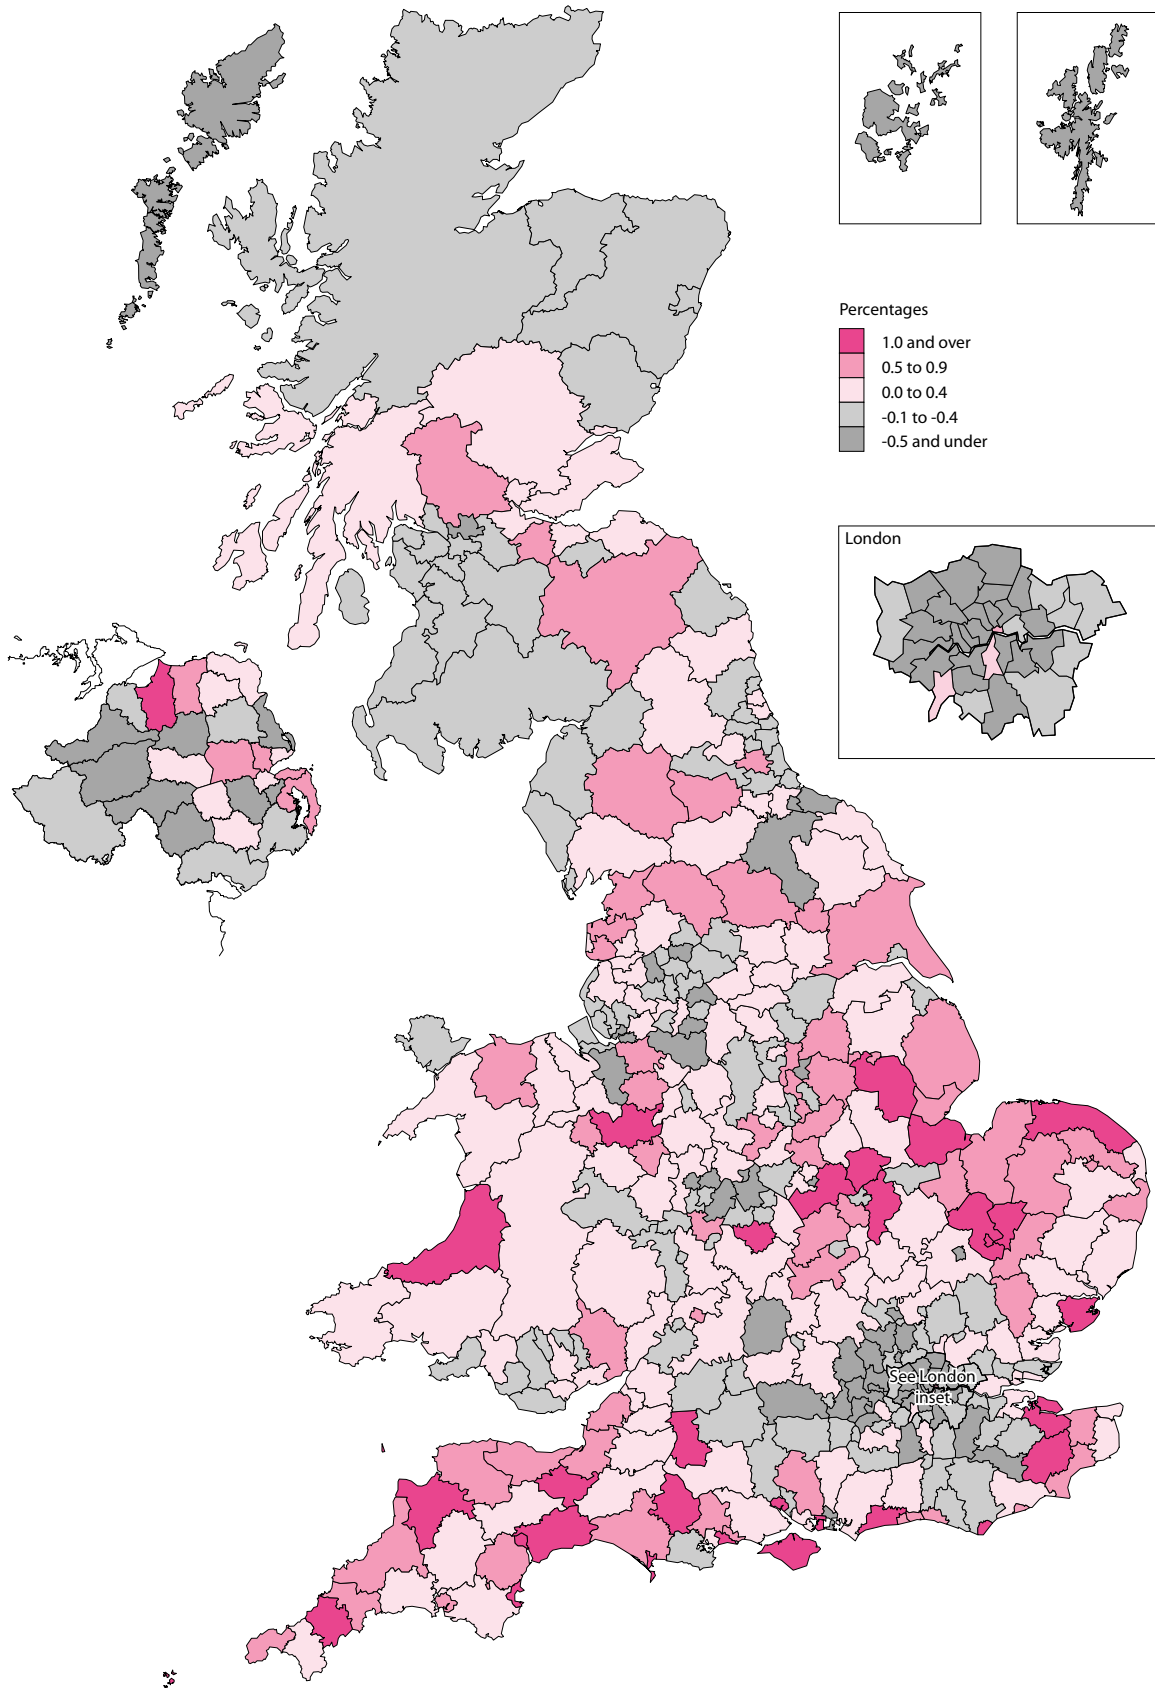 Percentages
1.0 and over
0.5 to 0.9
0.0 to 0.4
-0.1 to -0.4
-0.5 and under
London
See London
inset